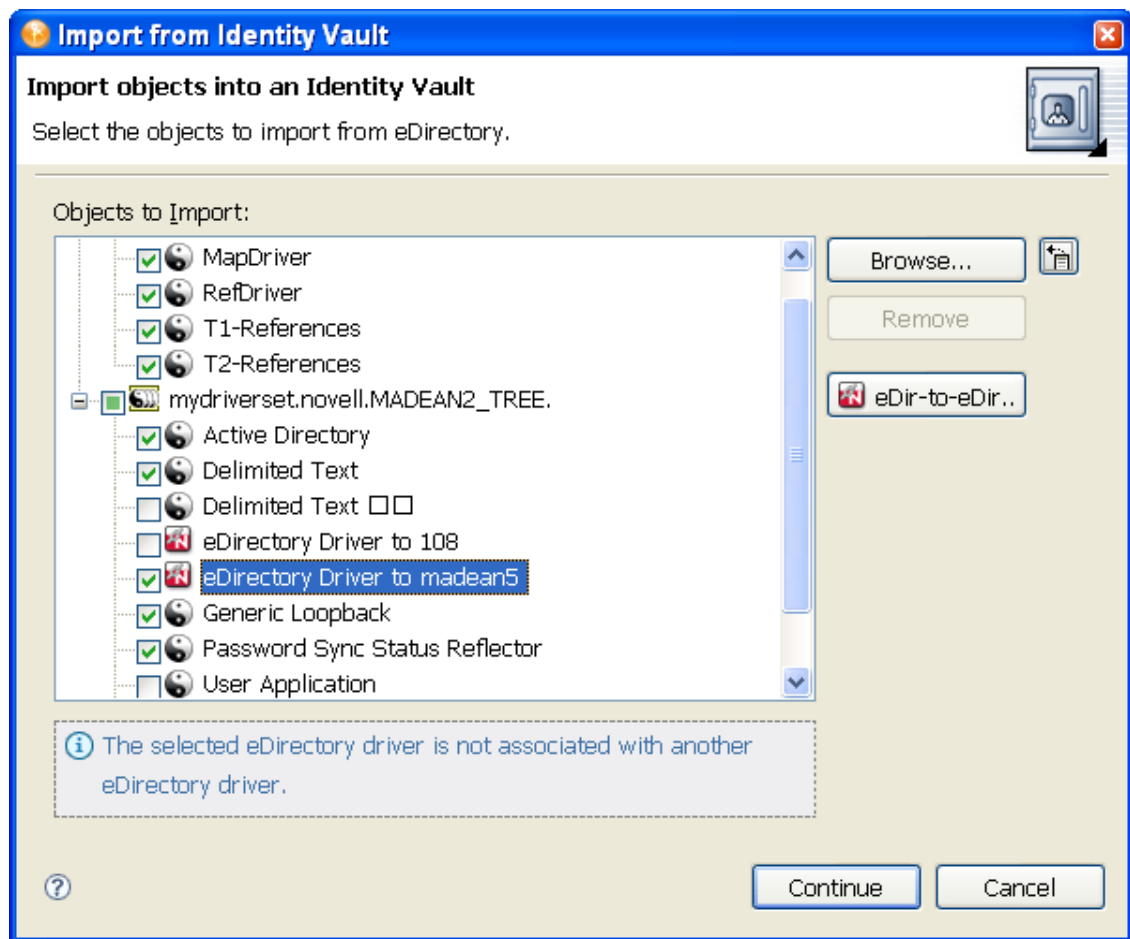 Import from Identity Vault
Import objects into an Identity Vault
Select the objects to import from eDirectory.
Objects to Import:
MapDriver
Browse...
RefDriver
Remove
T1-References
T2-References
mydriverset.novell.MADEAN2_TREE.
eDir-to-eDir..
Active Directory
Delimited Text
Delimited Text □□
eDirectory Driver to 108
eDirectory Driver to madean5
Generic Loopback
Password Sync Status Reflector
User Application
The selected eDirectory driver is not associated with another
eDirectory driver.
Continue
Cancel